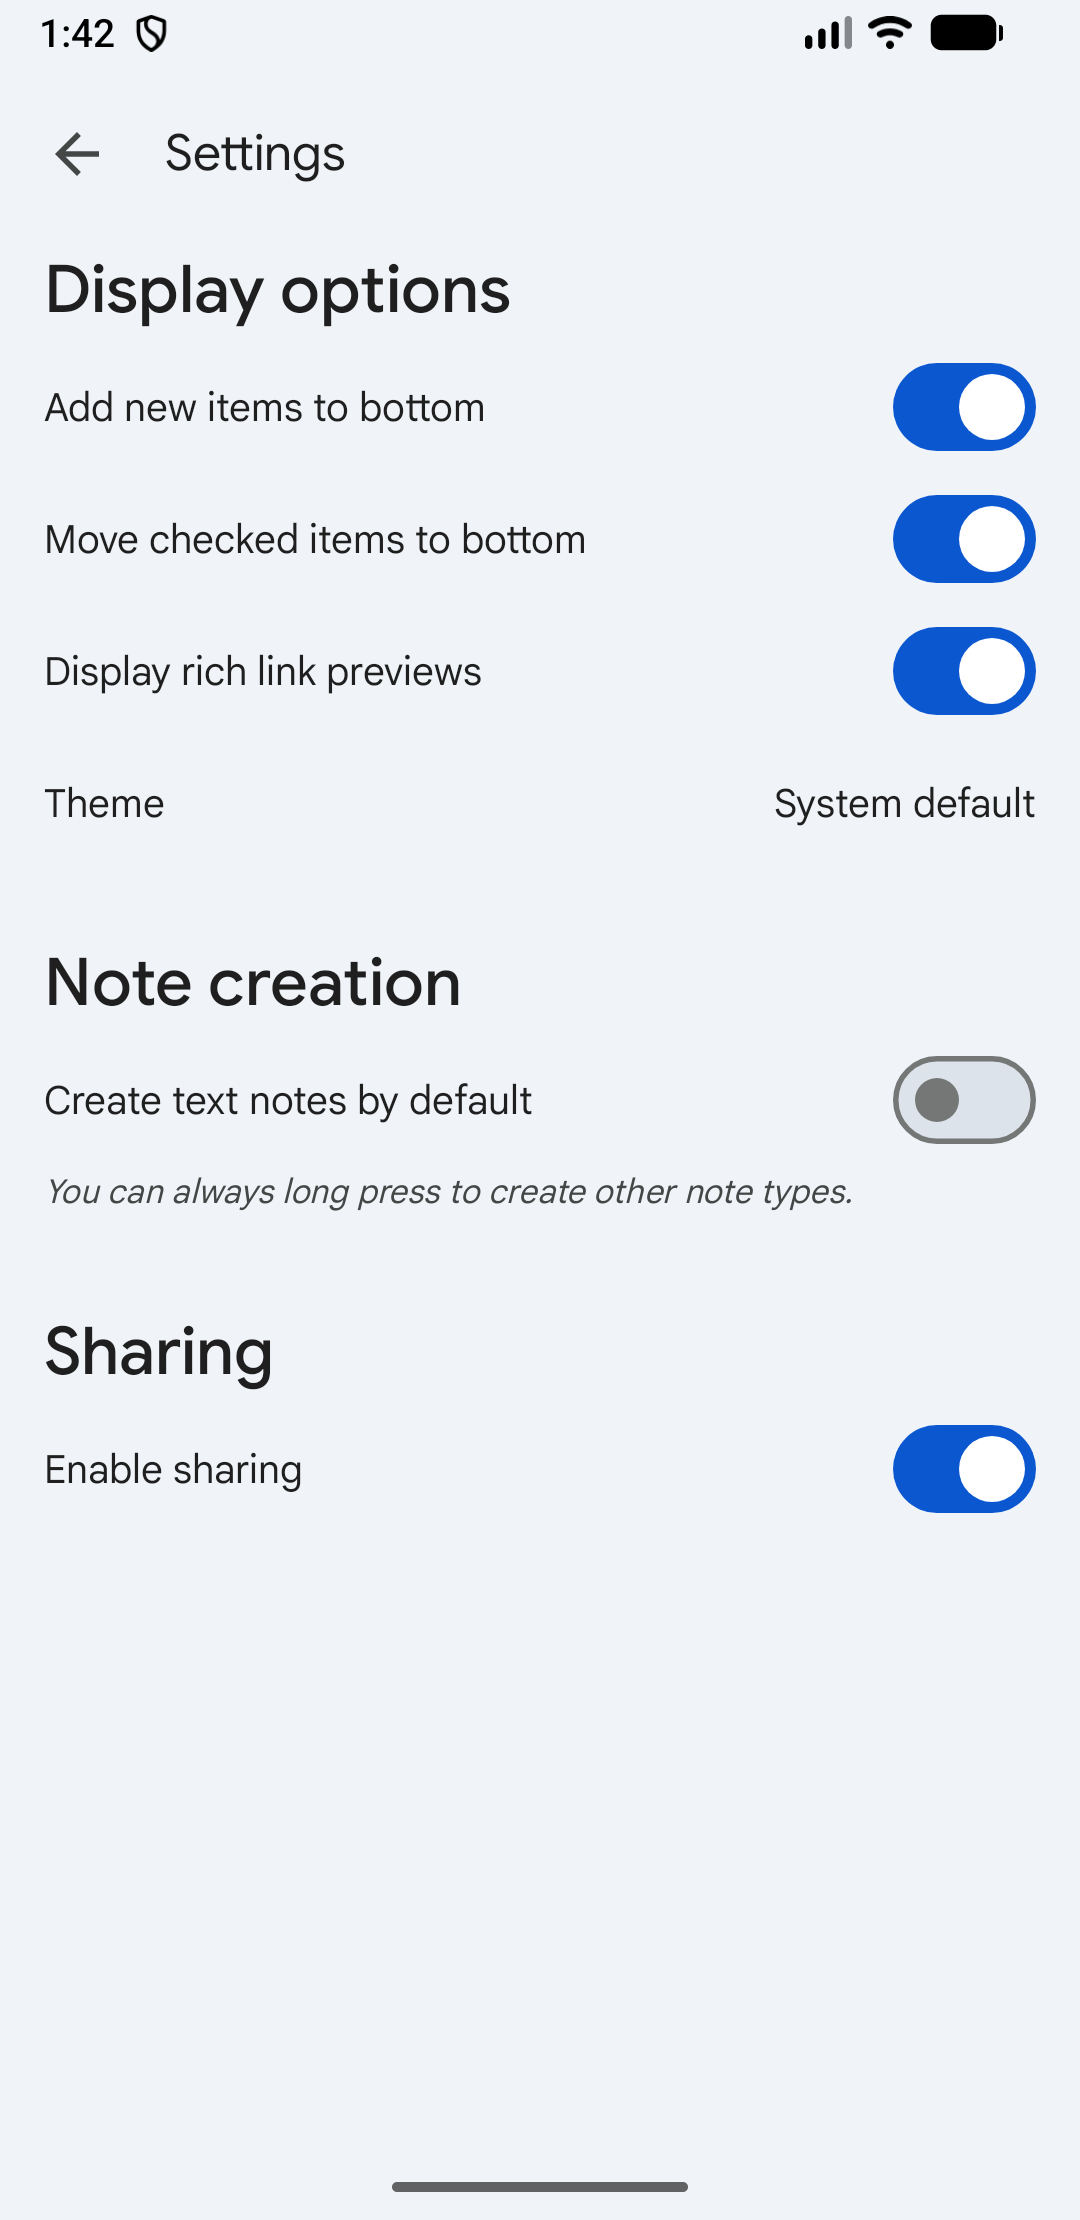 1:42
Settings
Display options
Add new items to bottom
Move checked items to bottom
Display rich link previews
Theme System default
Note creation
Create text notes by default
You can always long press to create other note types.
Sharing
Enable sharing